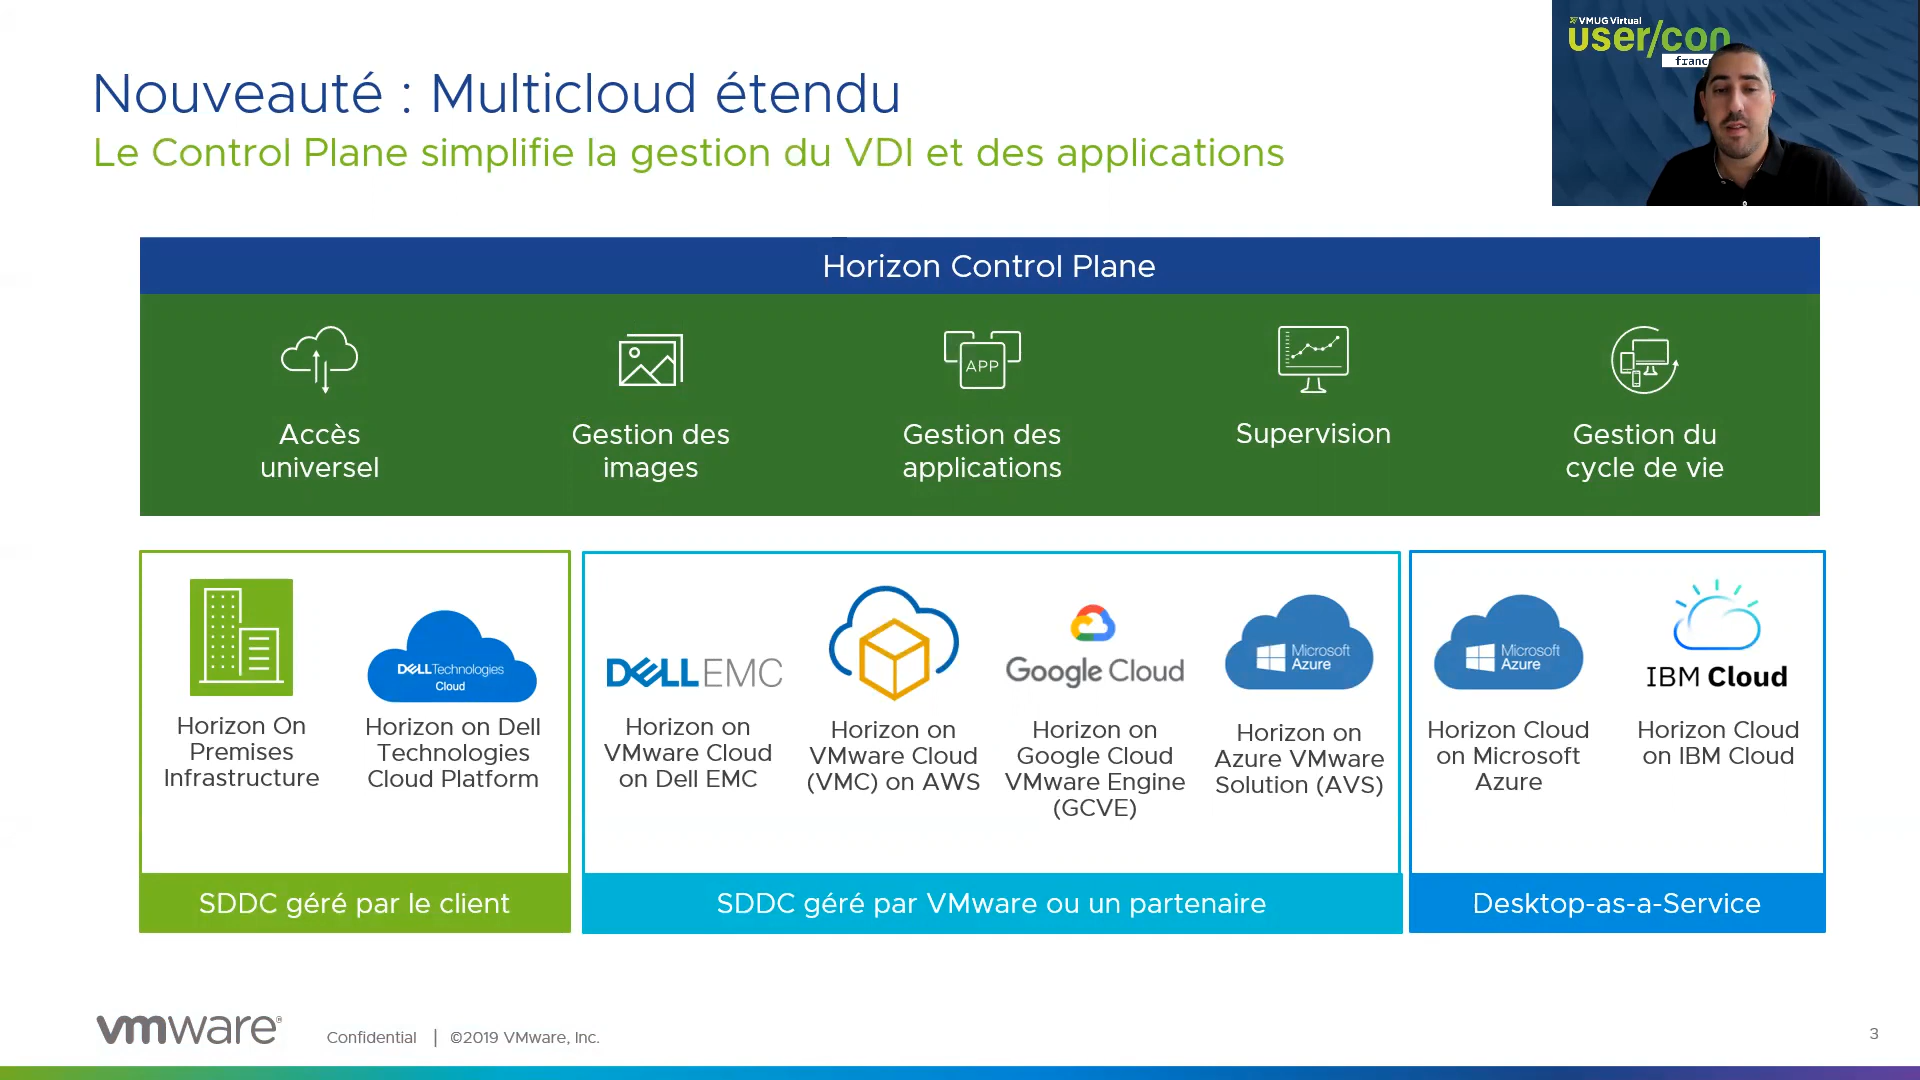 VMUG Virtual
user/con
franc
Nouveauté : Multicloud étendu
Le Control Plane simplifie la gestion du VDI et des applications
Horizon Control Plane
Accès
universel
Gestion des
images
APP
Gestion des
applications
Supervision
Gestion du
cycle de vie
DELL Technologies
Cloud
Horizon On
Premises
Infrastructure
Horizon on Dell
Technologies
Cloud Platform
SDDC géré par le client
DELL EMC
Horizon on
VMware Cloud
on Dell EMC
Horizon on
VMware Cloud
(VMC) on AWS
Google Cloud
Horizon on
Google Cloud
VMware Engine
(GCVE)
Microsoft
Azure
Horizon on
Azure VMware
Solution (AVS)
SDDC géré par VMware ou un partenaire
Microsoft
Azure
Horizon Cloud
on Microsoft
Azure
IBM Cloud
Horizon Cloud
on IBM Cloud
Desktop-as-a-Service
vmware®
Confidential | ©2019 VMware, Inc.
3